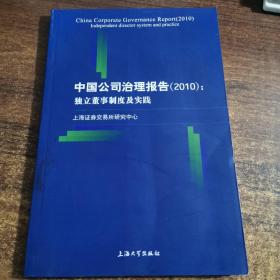 China Corporate Governance Report(2010)
Independent director system and practice
中国公司治理报告(2010):
独立董事制度及实践
上海证券交易所研究中心
上海大学出版社